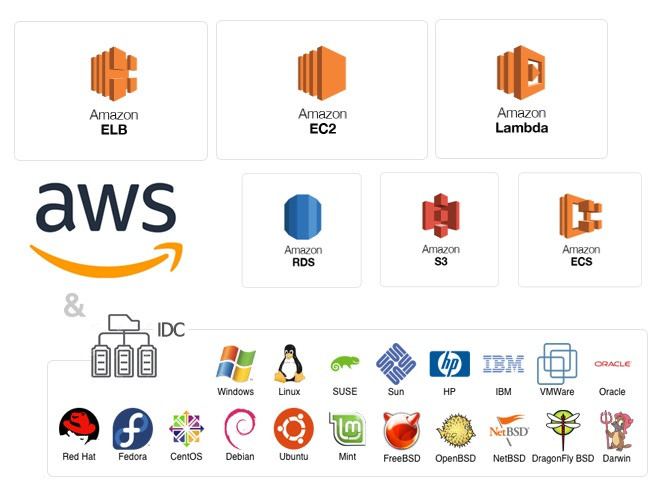 Amazon
ELB
Amazon
EC2
Amazon
Lambda
aws
Amazon
RDS
Amazon
S3
Amazon
ECS
&
IDC
hp
IBM
ORACLE
Windows
Linux
SUSE
Sun
HP
IBM
VMWare
Oracle
NetBSD
Red Hat
Fedora
CentOS
Debian
Ubuntu
Mint
FreeBSD
OpenBSD
NetBSD
DragonFly BSD
Darwin